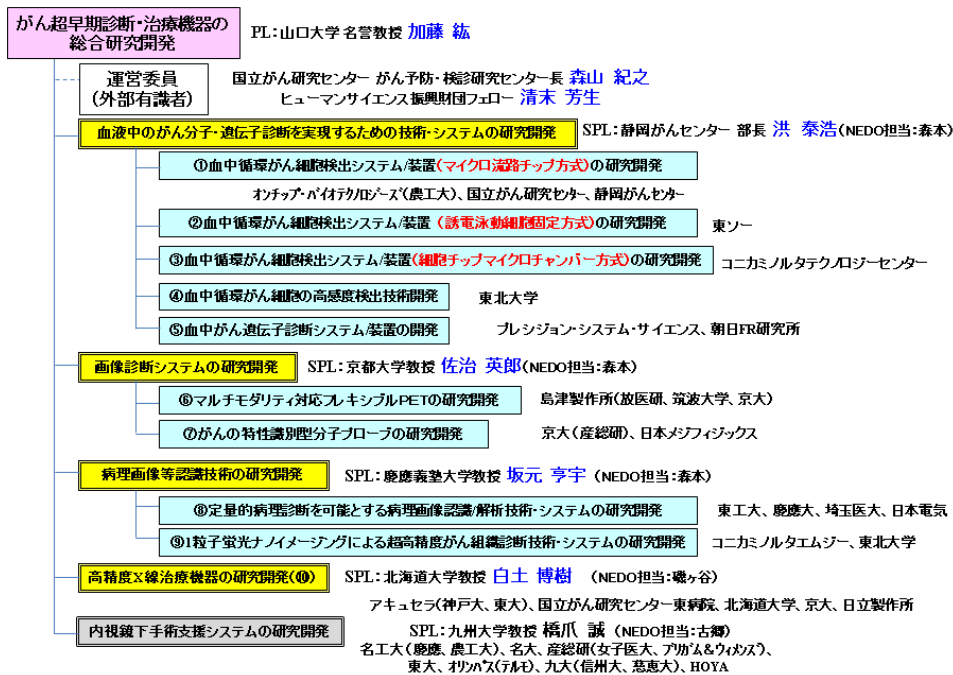 がん超早期診断・治療機器の
総合研究開発
PL:山口大学 名誉教授 加藤 紘
運営委員
(外部有識者)
国立がん研究センター がん予防・検診研究センター長 森山 紀之
ヒューマンサイエンス振興財団フェロー 清末 芳生
血液中のがん分子・遺伝子診断を実現するための技術・システムの研究開発
SPL:静岡がんセンター 部長 洪 泰浩(NEDO担当:森本)
①血中循環がん細胞検出システム/装置(マイクロ流路チップ方式)の研究開発
オンチップ・バイオテクノロジーズ(農工大)、国立がん研究センター、静岡がんセンター
②血中循環がん細胞検出システム/装置 (誘電泳動細胞固定方式)の研究開発
東ソー
③血中循環がん細胞検出システム/装置(細胞チップマイクロチャンバー方式)の研究開発
コニカミノルタテクノロジーセンター
④血中循環がん細胞の高感度検出技術開発
東北大学
⑤血中がん遺伝子診断システム/装置の開発
プレシジョン・システム・サイエンス、朝日FR研究所
画像診断システムの研究開発
SPL:京都大学教授 佐治 英郎(NEDO担当:森本)
⑥マルチモダリティ対応フレキシブルPETの研究開発
島津製作所(放医研、筑波大学、京大)
⑦がんの特性識別型分子プローブの研究開発
京大(産総研)、日本メジフィジックス
病理画像等認識技術の研究開発
SPL:慶應義塾大学教授 坂元 亨宇 (NEDO担当:森本)
⑧定量的病理診断を可能とする病理画像認識/解析技術・システムの研究開発
東工大、慶應大、埼玉医大、日本電気
⑨1粒子蛍光ナノイメージングによる超高精度がん組織診断技術・システムの研究開発
コニカミノルタエムジー、東北大学
高精度X線治療機器の研究開発(⑩)
SPL:北海道大学教授 白土 博樹 (NEDO担当:磯ヶ谷)
アキュセラ(神戸大、東大)、国立がん研究センター東病院、北海道大学、京大、日立製作所
内視鏡下手術支援システムの研究開発
SPL:九州大学教授 橋爪 誠 (NEDO担当:古郷)
名工大(慶應、農工大)、名大、産総研(女子医大、ブリガム&ウィメンズ)、
東大、オリンパス(テルモ)、九大(信州大、慈恵大)、HOYA